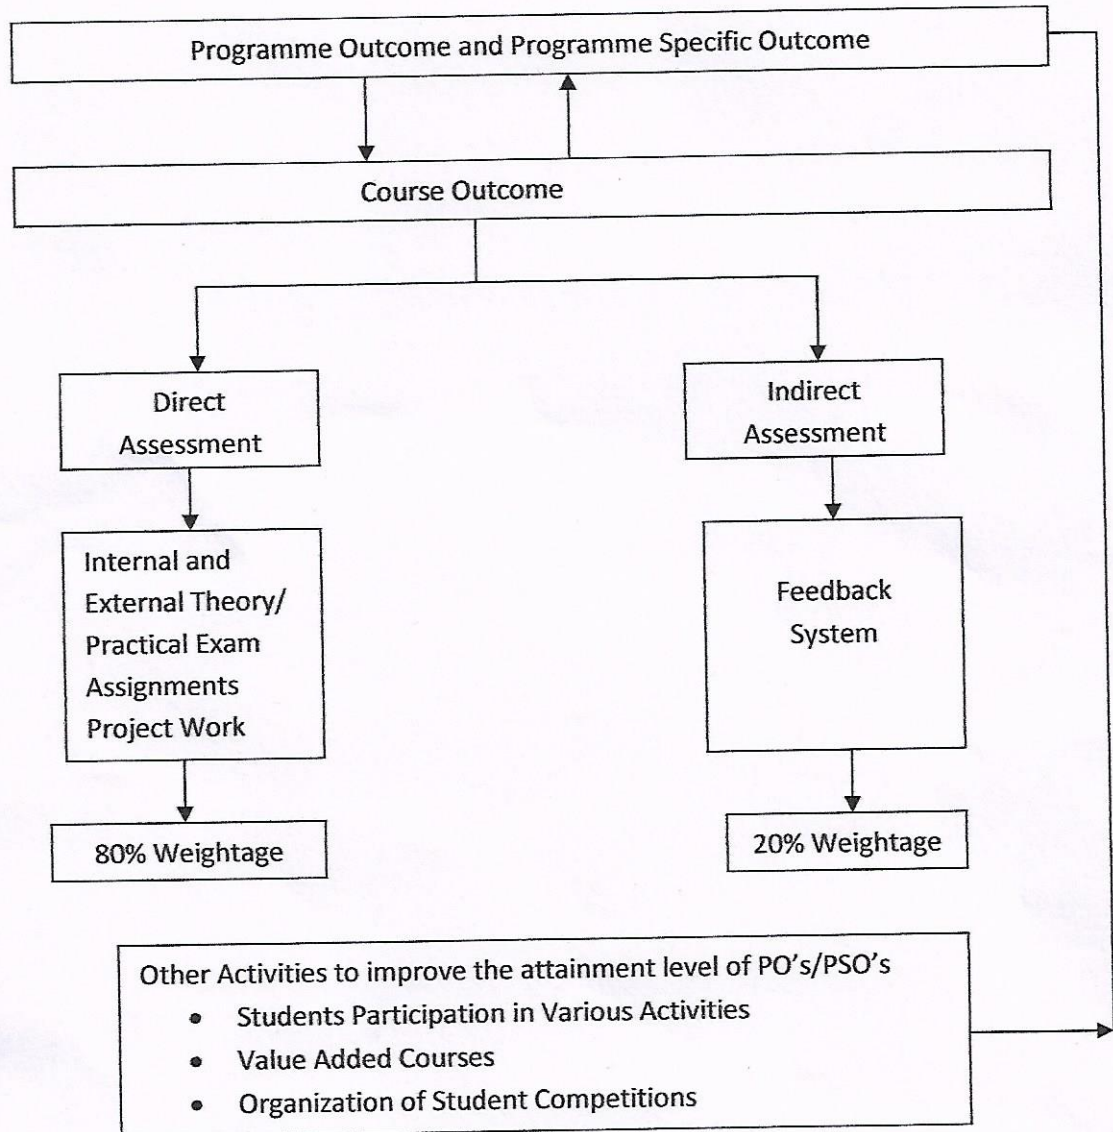 Programme Outcome and Programme Specific Outcome
Course Outcome
Direct
Assessment
Indirect
Assessment
Internal and
External Theory/
Practical Exam
Assignments
Project Work
Feedback
System
80% Weightage
20% Weightage
Other Activities to improve the attainment level of PO's/PSO's
• Students Participation in Various Activities
• Value Added Courses
• Organization of Student Competitions